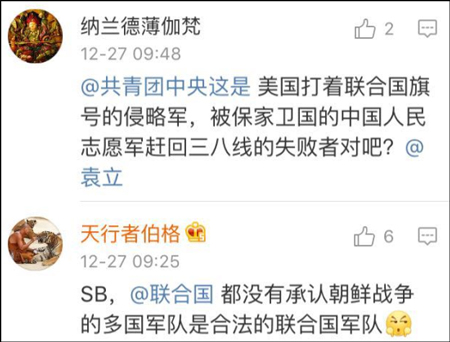 纳兰德薄伽梵
2
12-27 09:48
@共青团中央这是 美国打着联合国旗
号的侵略军，被保家卫国的中国人民
志愿军赶回三八线的失败者对吧？@
袁立
天行者伯格
6
12-27 09:25
SB，@联合国 都没有承认朝鲜战争
的多国军队是合法的联合国军队